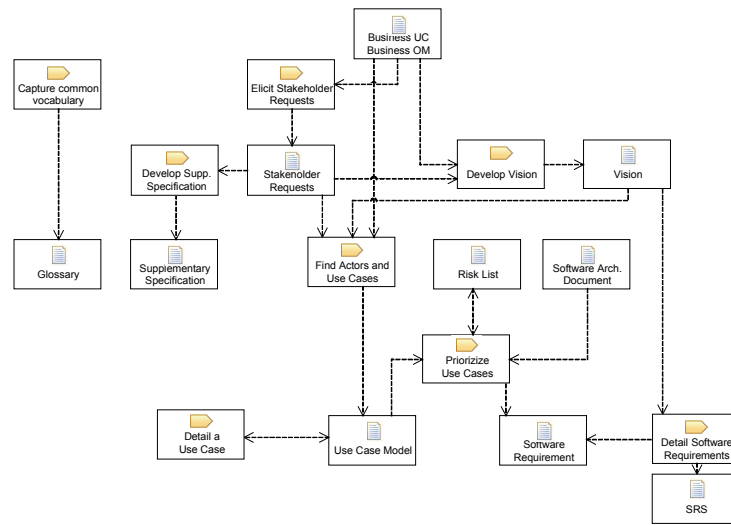 Business UC
Business OM
Capture common
vocabulary
Elicit Stakeholder
Requests
Develop Supp.
Specification
Stakeholder
Requests
Develop Vision
Vision
Glossary
Supplementary
Specification
Find Actors and
Use Cases
Risk List
Software Arch.
Document
Priorizize
Use Cases
Detail a
Use Case
Use Case Model
Software
Requirement
Detail Software
Requirements
SRS